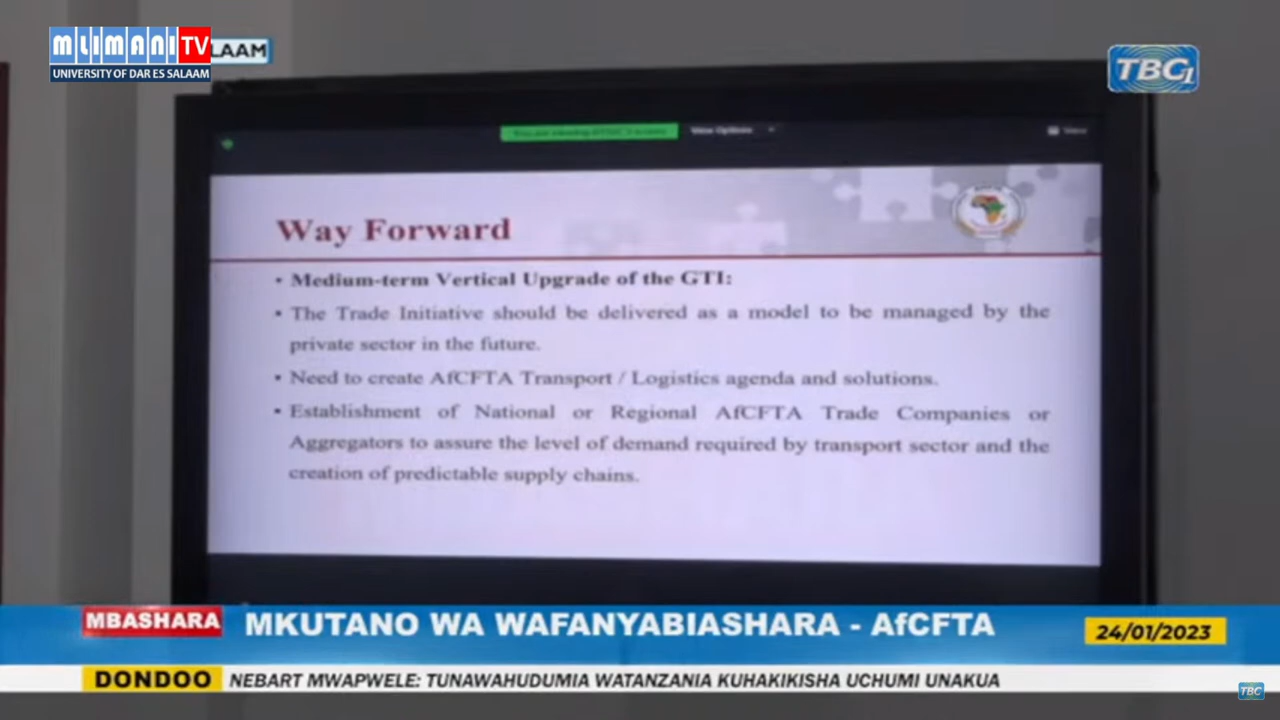 MLIMANI TV
LAAM
UNIVERSITY OF DAR ES SALAAM
TBC1
View Options
View
Way Forward
• Medium-term Vertical Upgrade of the GTI:
• The Trade Initiative should be delivered as a model to be managed by the
private sector in the future.
• Need to create AfCFTA Transport / Logistics agenda and solutions.
• Establishment of National or Regional AfCFTA Trade Companies or
Aggregators to assure the level of demand required by transport sector and the
creation of predictable supply chains.
MBASHARA
MKUTANO WA WAFANYABIASHARA - AfCFTA
24/01/2023
DONDOO
NEBART MWAPWELE: TUNAWAHUDUMIA WATANZANIA KUHAKIKISHA UCHUMI UNAKUA
TBC